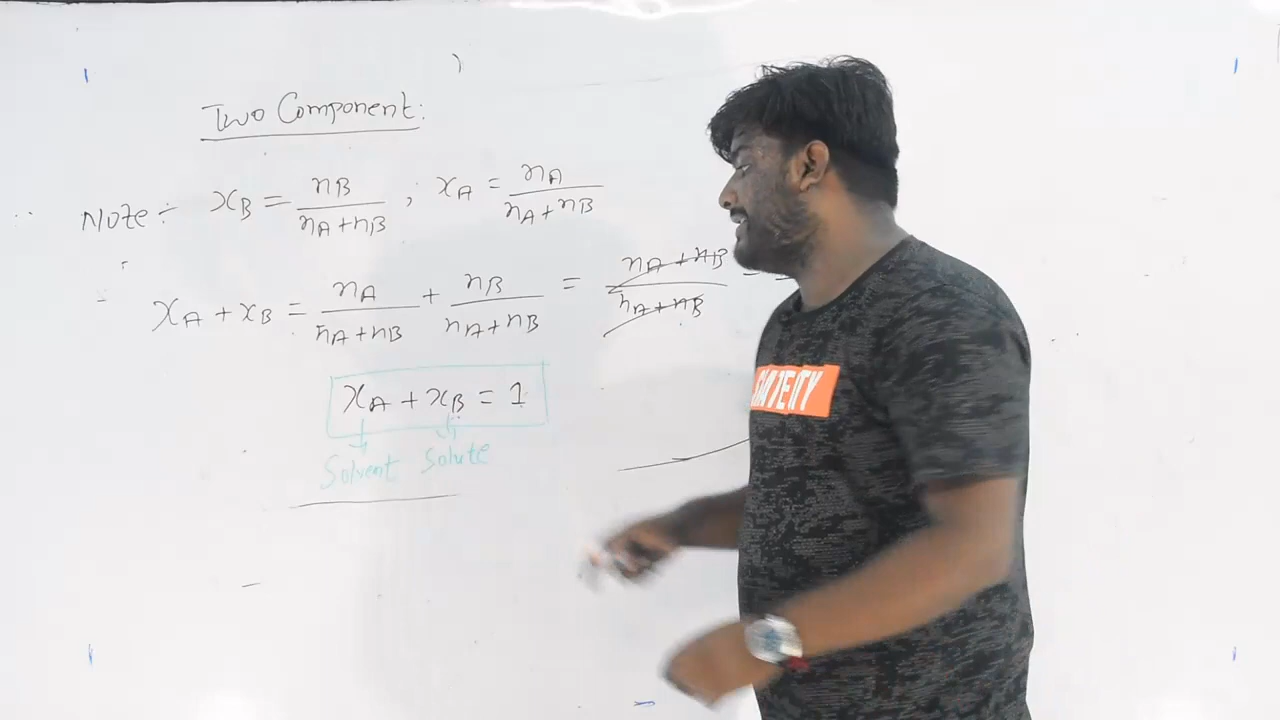 Two Component:
Note :- xB = nB / nA+nB ; xA = nA / nA+nB
xA + xB = nA / nA+nB + nB / nA+nB = nA+nB / nA+nB =
xA + xB = 1
Solvent Solute